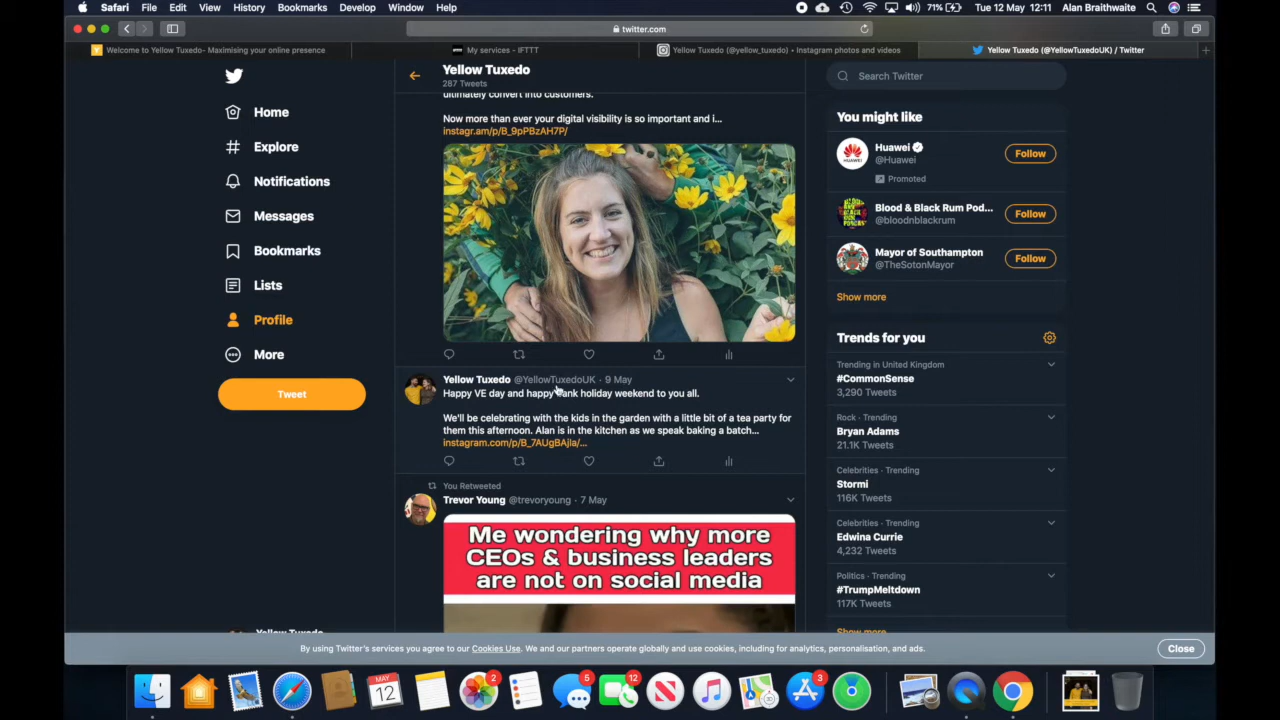 Safari File Edit View History Bookmarks Develop Window Help 71% Tue 12 May 12:11 Alan Braithwaite
twitter.com
Welcome to Yellow Tuxedo- Maximising your online presence
My services - IFTTT
Yellow Tuxedo (@yellow_tuxedo) • Instagram photos and videos
Yellow Tuxedo (@YellowTuxedoUK) / Twitter
Home
Explore
Notifications
Messages
Bookmarks
Lists
Profile
More
Tweet
Yellow Tuxedo
Yellow Tuxedo
287 Tweets
ultimately convert into customers.
Now more than ever your digital visibility is so important and i...
instagr.am/p/B_9pPBzAH7P/
Yellow Tuxedo @YellowTuxedoUK · 9 May
Happy VE day and happy bank holiday weekend to you all.
We'll be celebrating with the kids in the garden with a little bit of a tea party for
them this afternoon. Alan is in the kitchen as we speak baking a batch...
instagram.com/p/B_7AUgBAjla/...
You Retweeted
Trevor Young @trevoryoung · 7 May
Me wondering why more
CEOs & business leaders
are not on social media
Search Twitter
You might like
Huawei
@Huawei
Promoted
Follow
Blood & Black Rum Pod...
@bloodnblackrum
Follow
Mayor of Southampton
@TheSotonMayor
Follow
Show more
Trends for you
Trending in United Kingdom
#CommonSense
3,290 Tweets
Rock · Trending
Bryan Adams
21.1K Tweets
Celebrities · Trending
Stormi
116K Tweets
Celebrities · Trending
Edwina Currie
4,232 Tweets
Politics · Trending
#TrumpMeltdown
117K Tweets
Show more
By using Twitter's services you agree to our Cookies Use. We and our partners operate globally and use cookies, including for analytics, personalisation, and ads.
Close
MAY
12
2
5
12
3